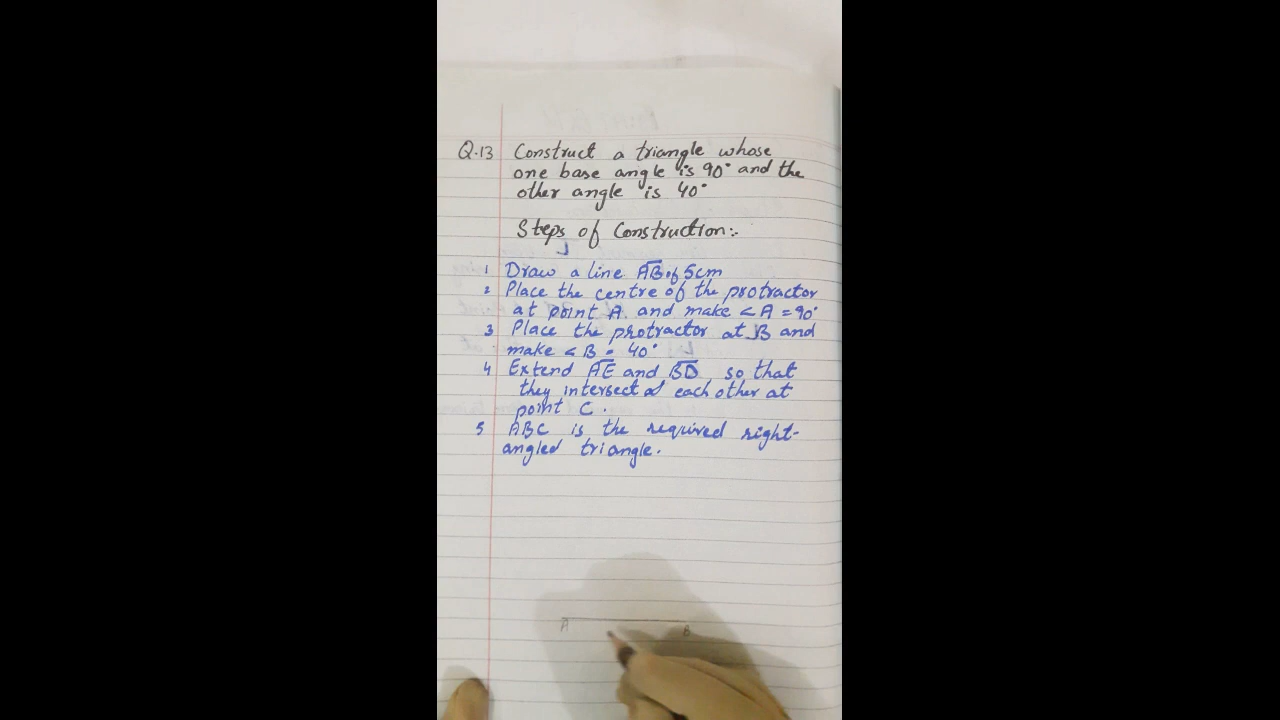 Q.13 Construct a triangle whose
one base angle is 90° and the
other angle is 40°
Steps of Construction:-
1 Draw a line AB of 5cm
2 Place the centre of the protractor
at point A. and make ∠A = 90°
3 Place the protractor at B and
make ∠B = 40°
4 Extend AE and BD so that
they intersect at each other at
point C.
5 ABC is the required right-
angled triangle.
A B